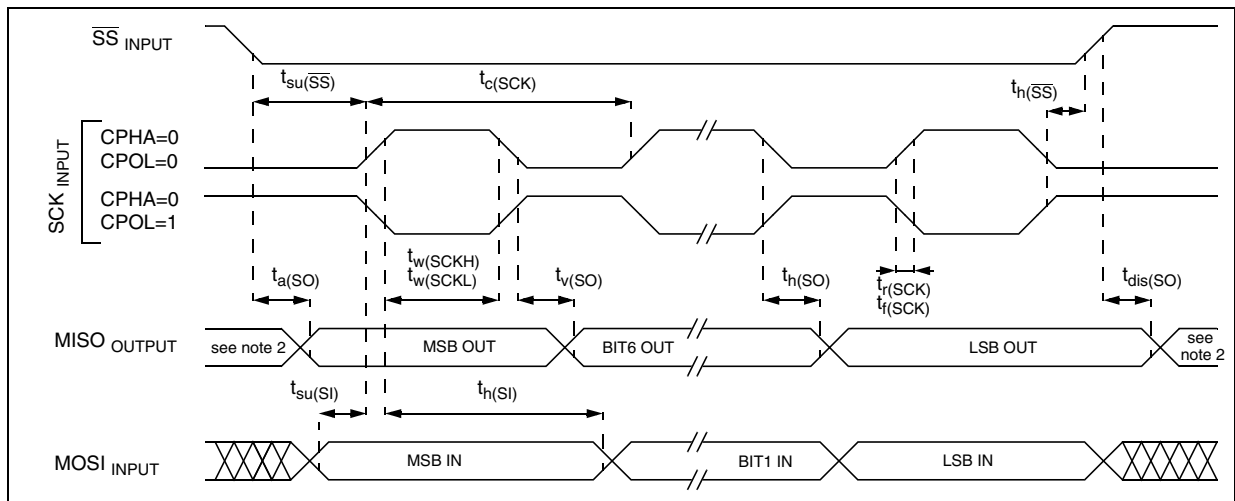 SS INPUT
tsu(SS)
tc(SCK)
th(SS)
SCK INPUT
CPHA=0
CPOL=0
CPHA=0
CPOL=1
ta(SO)
tw(SCKH)
tw(SCKL)
tv(SO)
th(SO)
tr(SCK)
tf(SCK)
tdis(SO)
MISO OUTPUT
see note 2
MSB OUT
BIT6 OUT
LSB OUT
see
note 2
tsu(SI)
th(SI)
MOSI INPUT
MSB IN
BIT1 IN
LSB IN